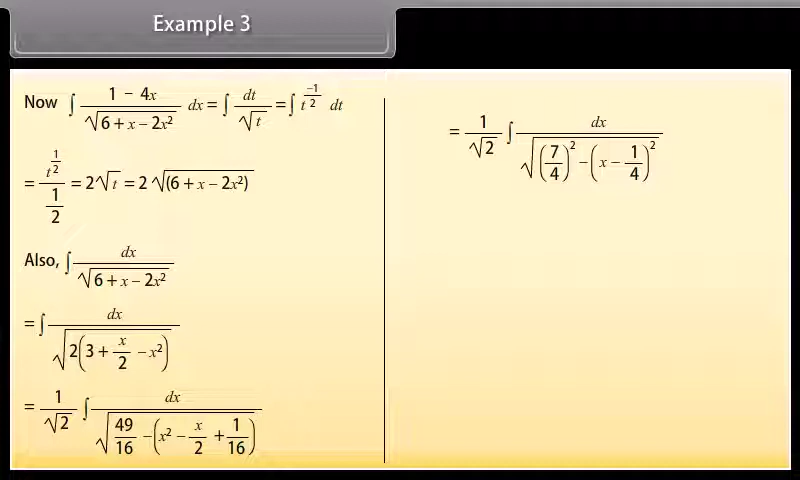 Example 3
Now ∫ (1 - 4x)/√(6 + x - 2x²) dx = ∫ dt/√t = ∫ t^(-1/2) dt
= t^(1/2)/(1/2) = 2√t = 2√(6 + x - 2x²)
Also, ∫ dx/√(6 + x - 2x²)
= ∫ dx/√(2(3 + x/2 - x²))
= 1/√2 ∫ dx/√(49/16 - (x² - x/2 + 1/16))
= 1/√2 ∫ dx/√((7/4)² - (x - 1/4)²)